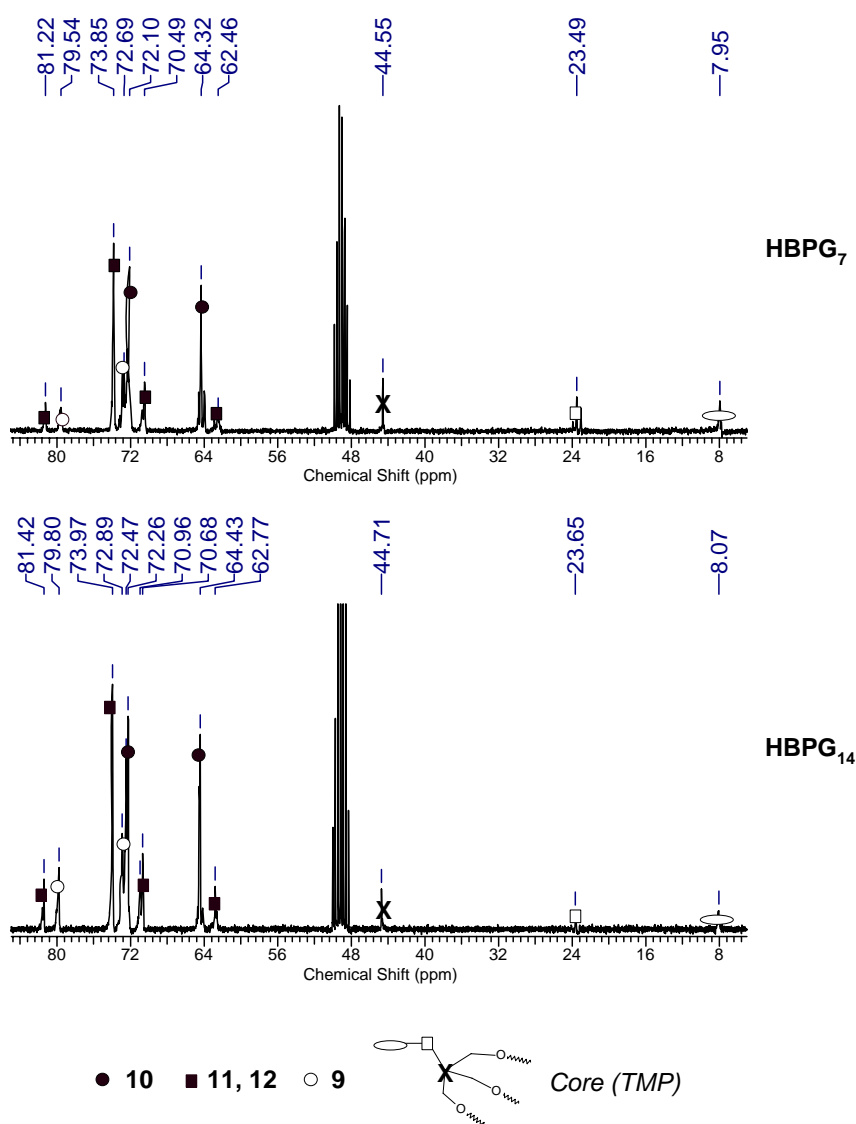 81.22 79.54 73.85 72.69 72.10 70.49 64.32 62.46 44.55 23.49 7.95
HBPG7
80 72 64 56 48 40 32 24 16 8
Chemical Shift (ppm)
81.42 79.80 73.97 72.89 72.47 72.26 70.96 70.68 64.43 62.77 44.71 23.65 8.07
HBPG14
80 72 64 56 48 40 32 24 16 8
Chemical Shift (ppm)
10 11, 12 9 X O O O Core (TMP)